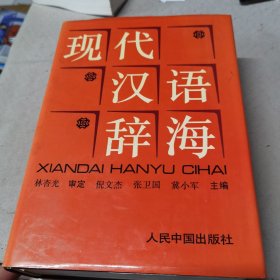 现代
汉语
辞海
XIANDAI HANYU CIHAI
林杏光 审定 倪文杰 张卫国 冀小军 主编
人民中国出版社